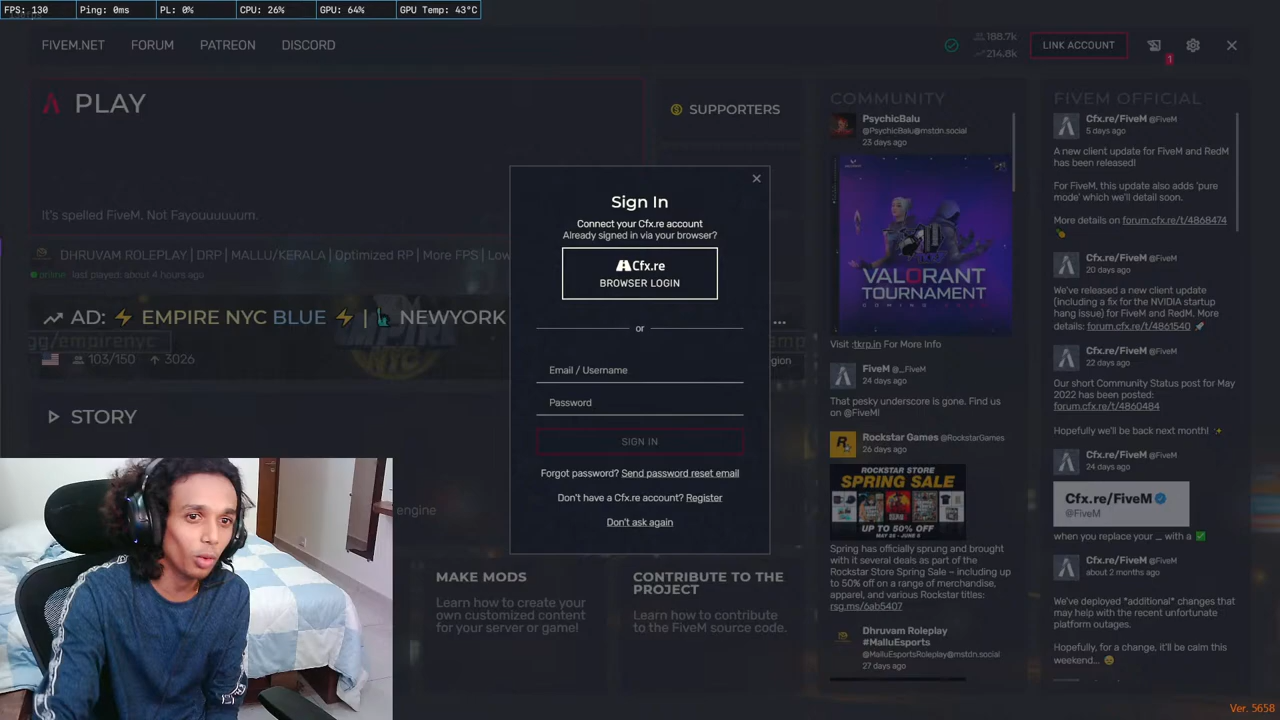 FPS: 130
Ping: 0ms
PL: 0%
CPU: 26%
GPU: 64%
GPU Temp: 43°C
FIVEM.NET
FORUM
PATREON
DISCORD
188.7k
214.8k
LINK ACCOUNT
1
PLAY
It's spelled FiveM, Not Fayouuuuum.
DHRUVAM ROLEPLAY | DRP | MALLU/KERALA | Optimized RP | More FPS | Low
online · last played: about 4 hours ago
AD: ⚡ EMPIRE NYC BLUE ⚡ | NEWYORK
gg/empirenyc
103/150
3026
STORY
SUPPORTERS
Sign In
Connect your Cfx.re account
Already signed in via your browser?
Cfx.re
BROWSER LOGIN
or
Email / Username
Password
SIGN IN
Forgot password? Send password reset email
Don't have a Cfx.re account? Register
Don't ask again
engine
MAKE MODS
Learn how to create your
own customized content
for your server or game!
CONTRIBUTE TO THE
PROJECT
Learn how to contribute
to the FiveM source code.
COMMUNITY
PsychicBalu
@PsychicBalu@mstdn.social
23 days ago
VALORANT
TOURNAMENT
Visit :tkrp.in For More Info
FiveM @_FiveM
24 days ago
That pesky underscore is gone. Find us
on @FiveM!
Rockstar Games @RockstarGames
26 days ago
ROCKSTAR STORE
SPRING SALE
UP TO 50% OFF
Spring has officially sprung and brought
with it several deals as part of the
Rockstar Store Spring Sale – including up
to 50% off on a range of merchandise,
apparel, and various Rockstar titles:
rsg.ms/6ab5407
Dhruvam Roleplay
#MalluEsports
@MalluEsportsRoleplay@mstdn.social
27 days ago
FIVEM OFFICIAL
Cfx.re/FiveM @FiveM
5 days ago
A new client update for FiveM and RedM
has been released!
For FiveM, this update also adds 'pure
mode' which we'll detail soon.
More details on forum.cfx.re/t/4868474
Cfx.re/FiveM @FiveM
20 days ago
We've released a new client update
(including a fix for the NVIDIA startup
hang issue) for FiveM and RedM. More
details: forum.cfx.re/t/4861540 🚀
Cfx.re/FiveM @FiveM
22 days ago
Our short Community Status post for May
2022 has been posted:
forum.cfx.re/t/4860484
Hopefully we'll be back next month! ✨
Cfx.re/FiveM @FiveM
24 days ago
Cfx.re/FiveM
@FiveM
when you replace your _ with a ✅
Cfx.re/FiveM @FiveM
about 2 months ago
We've deployed *additional* changes that
may help with the recent unfortunate
platform outages.
Hopefully, for a change, it'll be calm this
weekend...
Ver. 5658